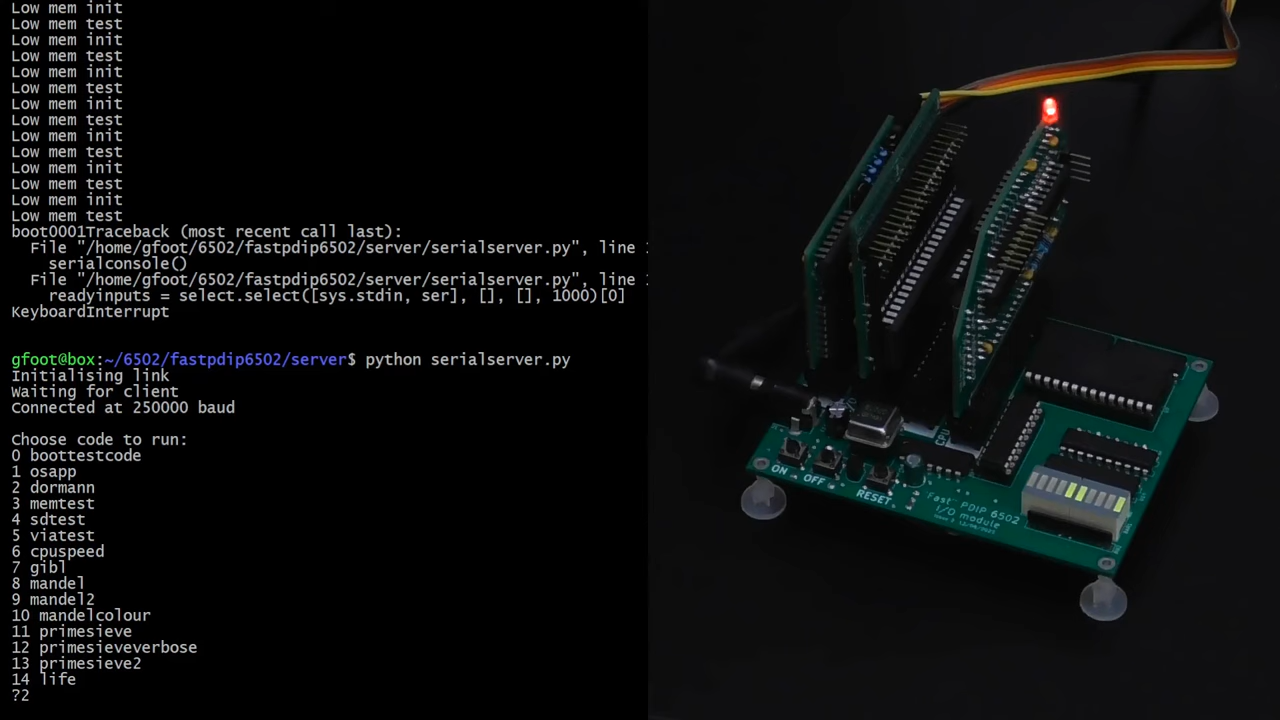 Low mem init
Low mem test
Low mem init
Low mem test
Low mem init
Low mem test
Low mem init
Low mem test
Low mem init
Low mem test
Low mem init
Low mem test
Low mem init
Low mem test
boot0001Traceback (most recent call last):
File "/home/gfoot/6502/fastpdip6502/server/serialserver.py", line
serialconsole()
File "/home/gfoot/6502/fastpdip6502/server/serialserver.py", line
readyinputs = select.select([sys.stdin, ser], [], [], 1000)[0]
KeyboardInterrupt
gfoot@box:~/6502/fastpdip6502/server$ python serialserver.py
Initialising link
Waiting for client
Connected at 250000 baud
Choose code to run:
0 boottestcode
1 osapp
2 dormann
3 memtest
4 sdtest
5 viatest
6 cpuspeed
7 gibl
8 mandel
9 mandel2
10 mandelcolour
11 primesieve
12 primesieveverbose
13 primesieve2
14 life
?2
CPU
ON
OFF
RESET
Fast PDIP 6502
I/O module